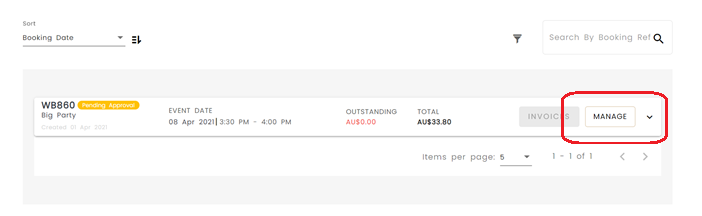 Sort
Booking Date
Search By Booking Ref
WB860 Pending Approval
Big Party
Created 01 Apr 2021
EVENT DATE
08 Apr 2021| 3:30 PM - 4:00 PM
OUTSTANDING
AU$0.00
TOTAL
AU$33.80
INVOICES
MANAGE
Items per page: 5
1 - 1 of 1